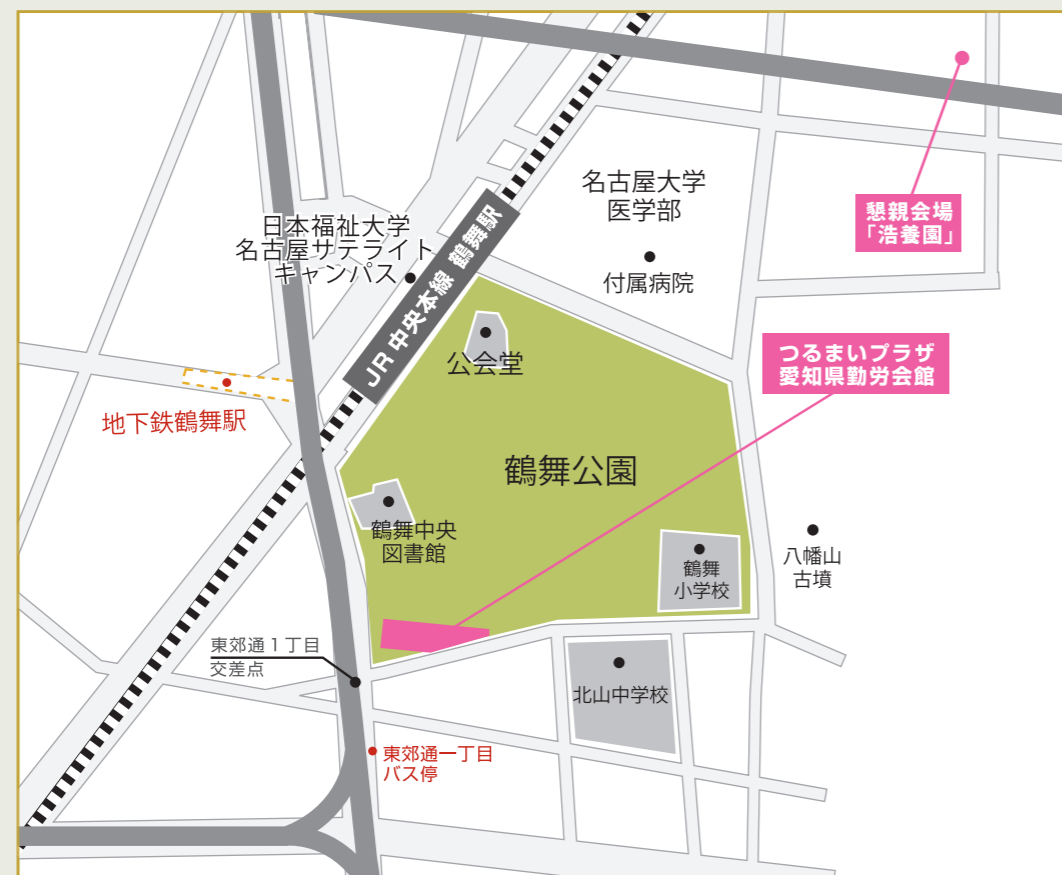 名古屋大学
医学部
付属病院
懇親会場
「浩養園」
日本福祉大学
名古屋サテライト
キャンパス
JR 中央本線 鶴舞駅
公会堂
つるまいプラザ
愛知県勤労会館
地下鉄鶴舞駅
鶴舞公園
鶴舞中央
図書館
鶴舞
小学校
八幡山
古墳
東郊通1丁目
交差点
北山中学校
東郊通一丁目
バス停